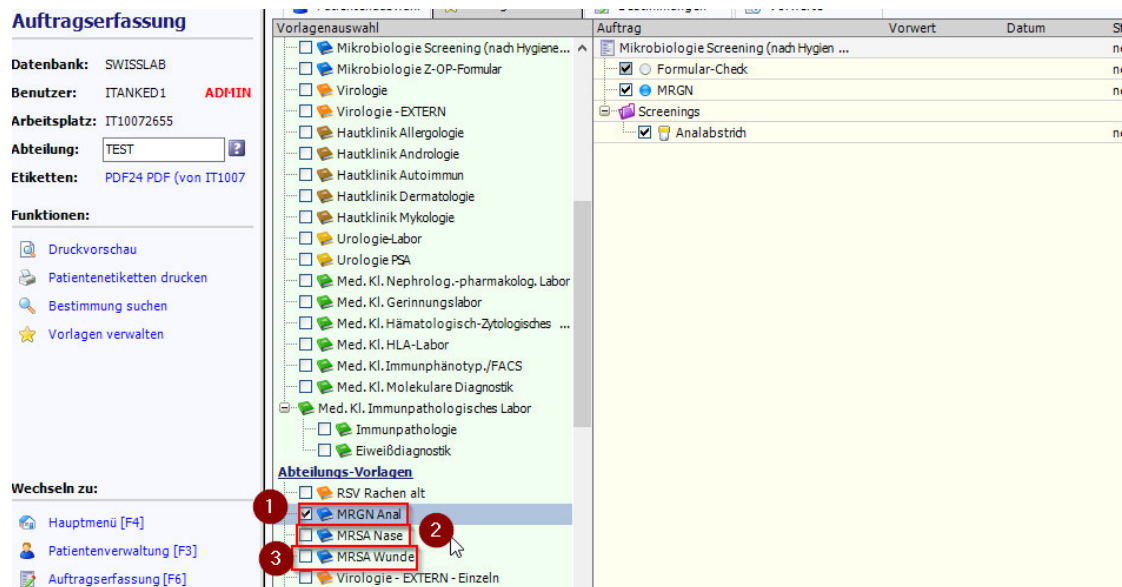 Auftragserfassung
Datenbank: SWISSLAB
Benutzer: ITANKED1 ADMIN
Arbeitsplatz: IT10072655
Abteilung: TEST ?
Etiketten: PDF24 PDF (von IT1007
Funktionen:
Druckvorschau
Patientenetiketten drucken
Bestimmung suchen
Vorlagen verwalten
Wechseln zu:
Hauptmenü [F4]
Patientenverwaltung [F3]
Auftragserfassung [F6]
Vorlagenauswahl
Mikrobiologie Screening (nach Hygiene...
Mikrobiologie Z-OP-Formular
Virologie
Virologie - EXTERN
Hautklinik Allergologie
Hautklinik Andrologie
Hautklinik Autoimmun
Hautklinik Dermatologie
Hautklinik Mykologie
Urologie-Labor
Urologie PSA
Med. Kl. Nephrolog.-pharmakolog. Labor
Med. Kl. Gerinnungslabor
Med. Kl. Hämatologisch-Zytologisches ...
Med. Kl. HLA-Labor
Med. Kl. Immunphänotyp./FACS
Med. Kl. Molekulare Diagnostik
Med. Kl. Immunpathologisches Labor
Immunpathologie
Eiweißdiagnostik
Abteilungs-Vorlagen
RSV Rachen alt
1 MRGN Anal
MRSA Nase 2
3 MRSA Wunde
Virologie - EXTERN - Einzeln
Auftrag Vorwert Datum St
Mikrobiologie Screening (nach Hygien ... ne
Formular-Check ne
MRGN ne
Screenings
Analabstrich ne